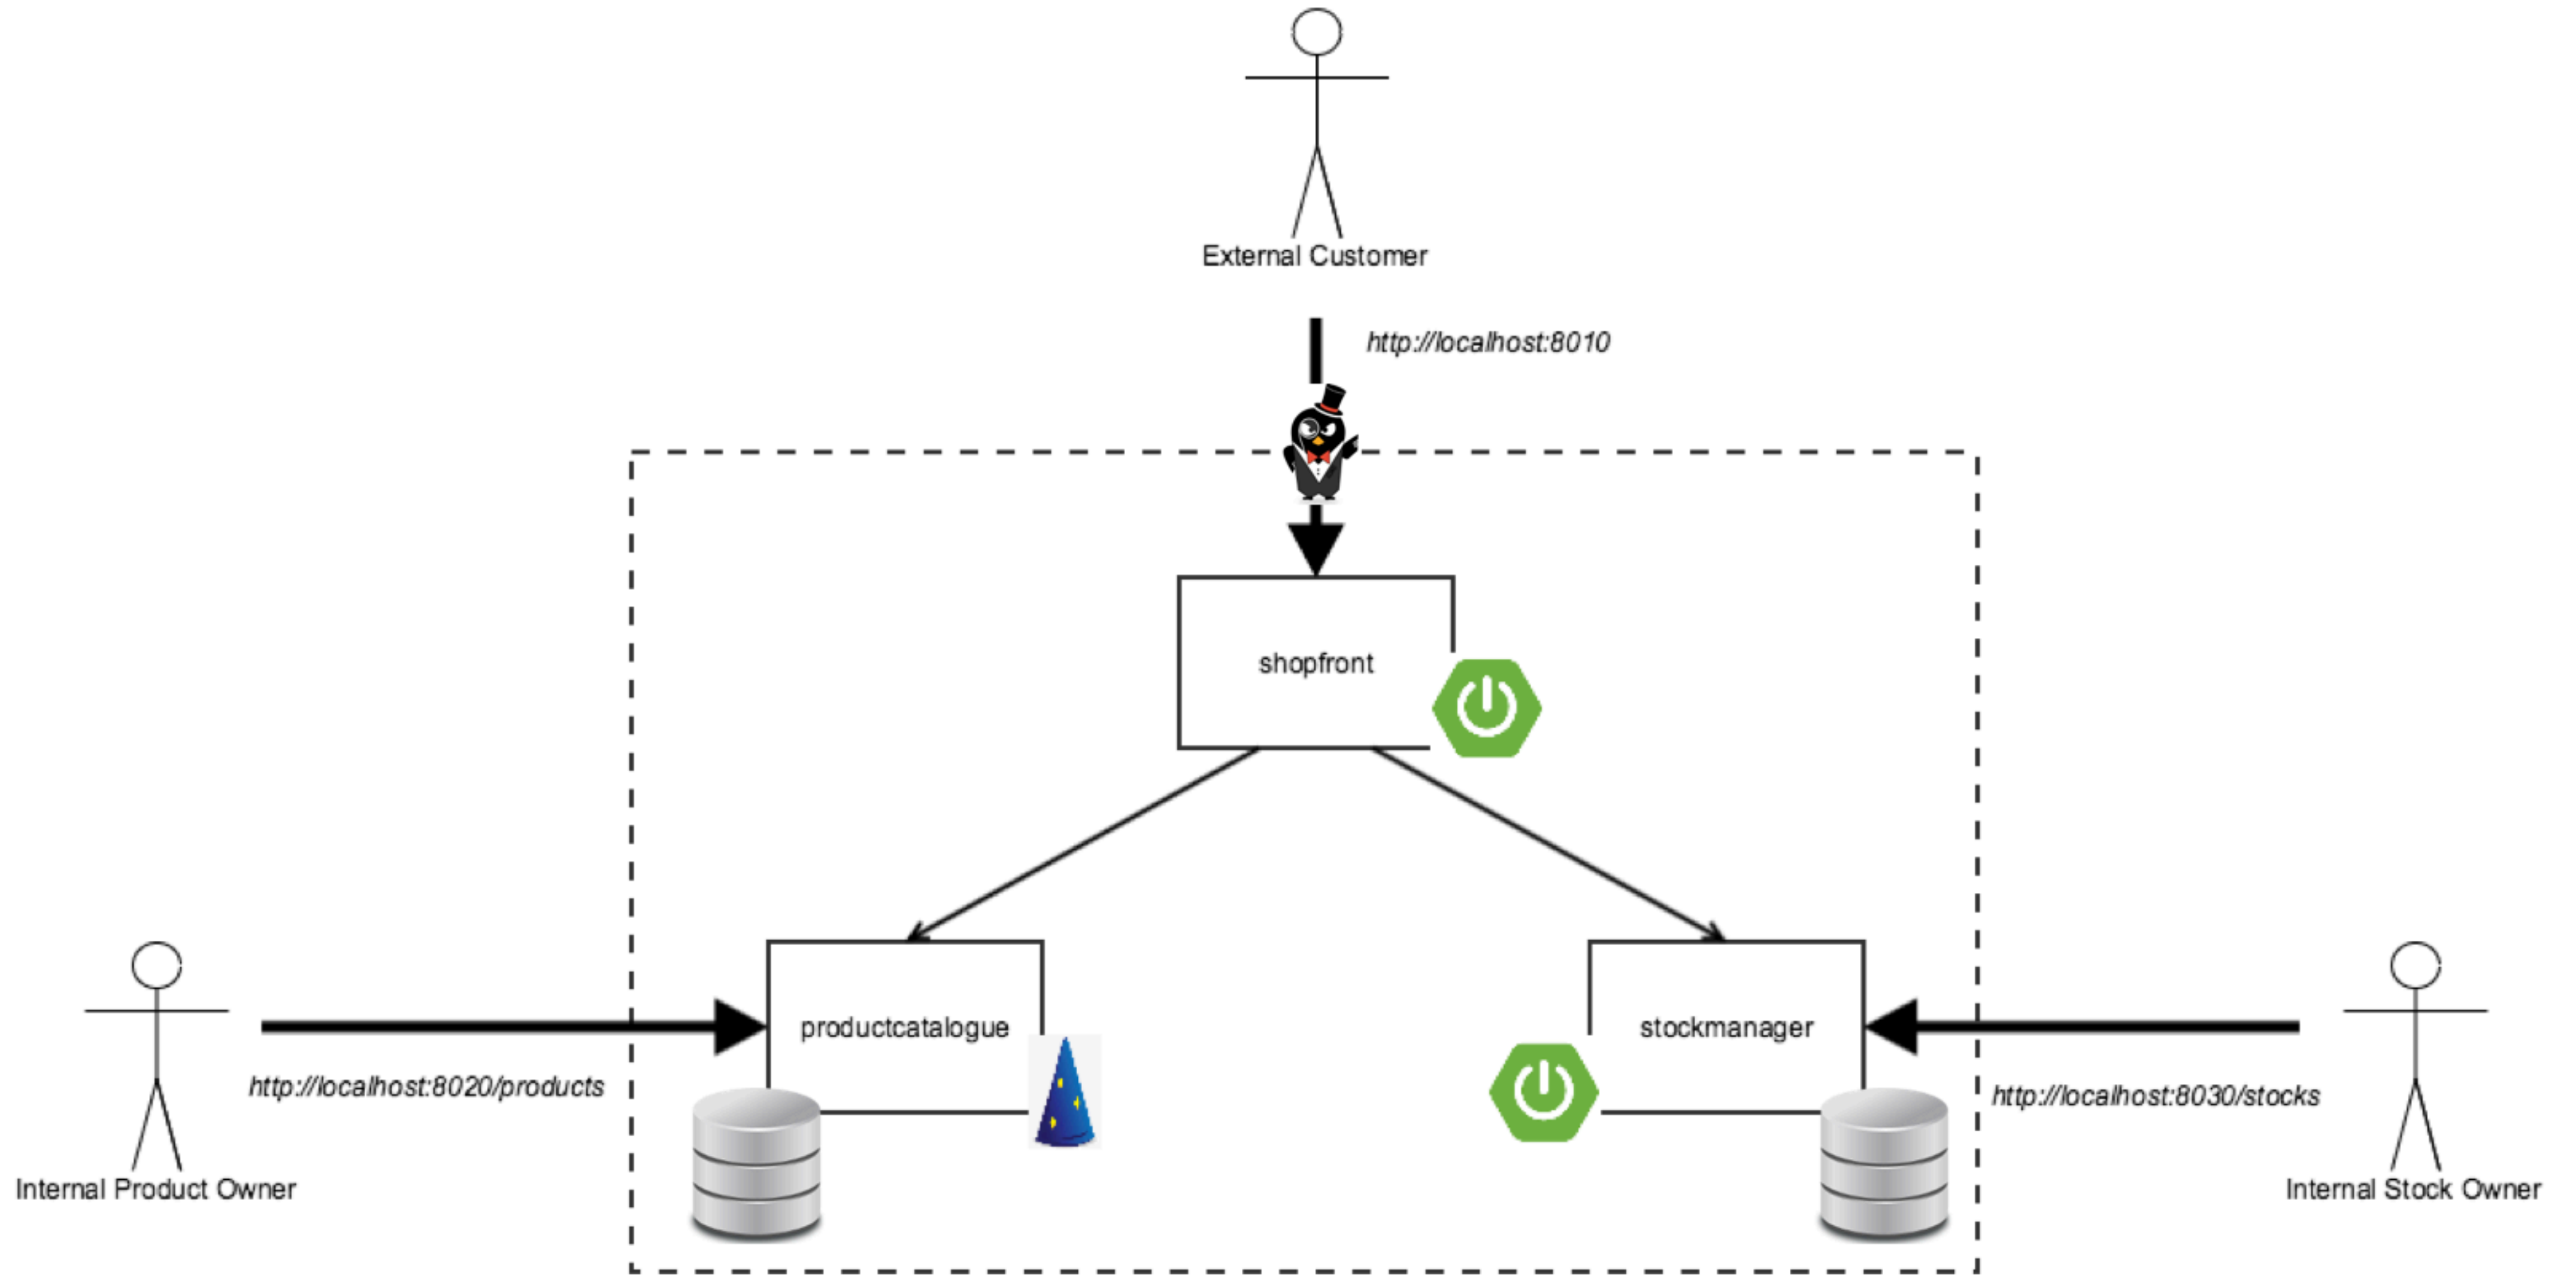 External Customer
http://localhost:8010
shopfront
productcatalogue
stockmanager
http://localhost:8020/products
http://localhost:8030/stocks
Internal Product Owner
Internal Stock Owner